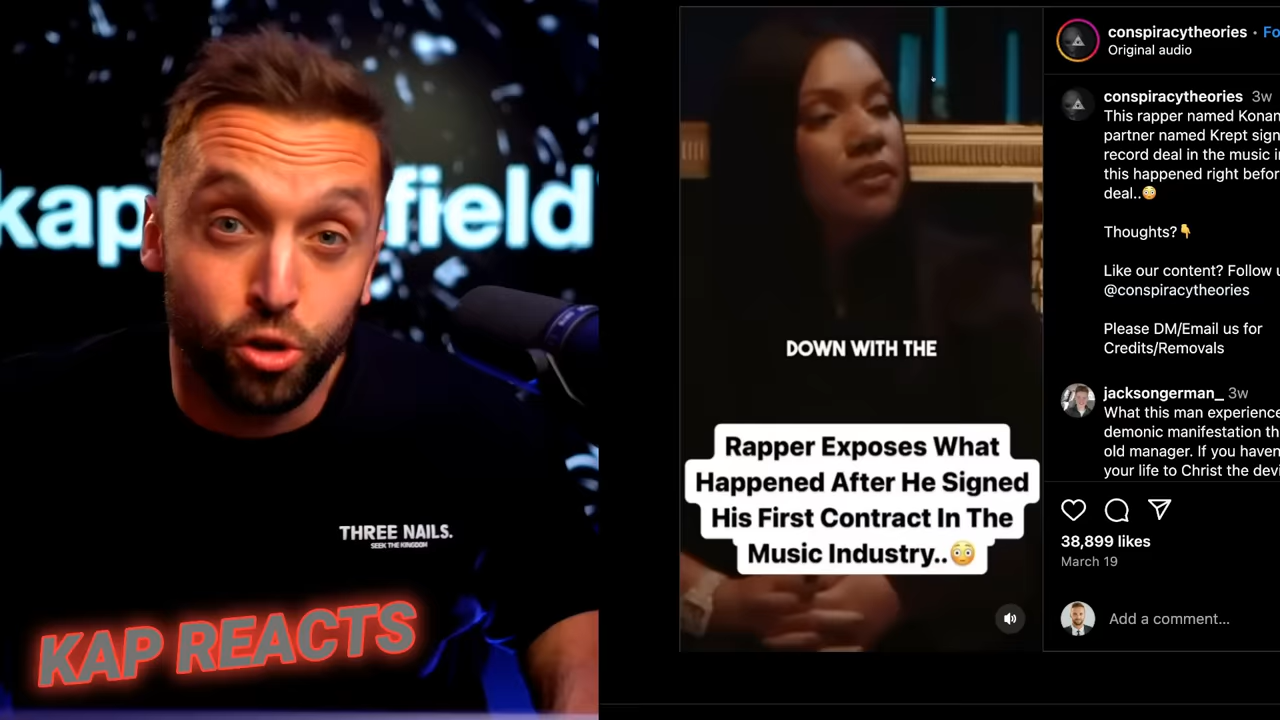 kap field
THREE NAILS.
SEEK THE KINGDOM
KAP REACTS
DOWN WITH THE
Rapper Exposes What
Happened After He Signed
His First Contract In The
Music Industry..😳
conspiracytheories • Fo
Original audio
conspiracytheories 3w
This rapper named Konan
partner named Krept sign
record deal in the music i
this happened right befor
deal..😳
Thoughts?👇
Like our content? Follow u
@conspiracytheories
Please DM/Email us for
Credits/Removals
jacksongerman_ 3w
What this man experience
demonic manifestation th
old manager. If you haven
your life to Christ the devi
38,899 likes
March 19
Add a comment...